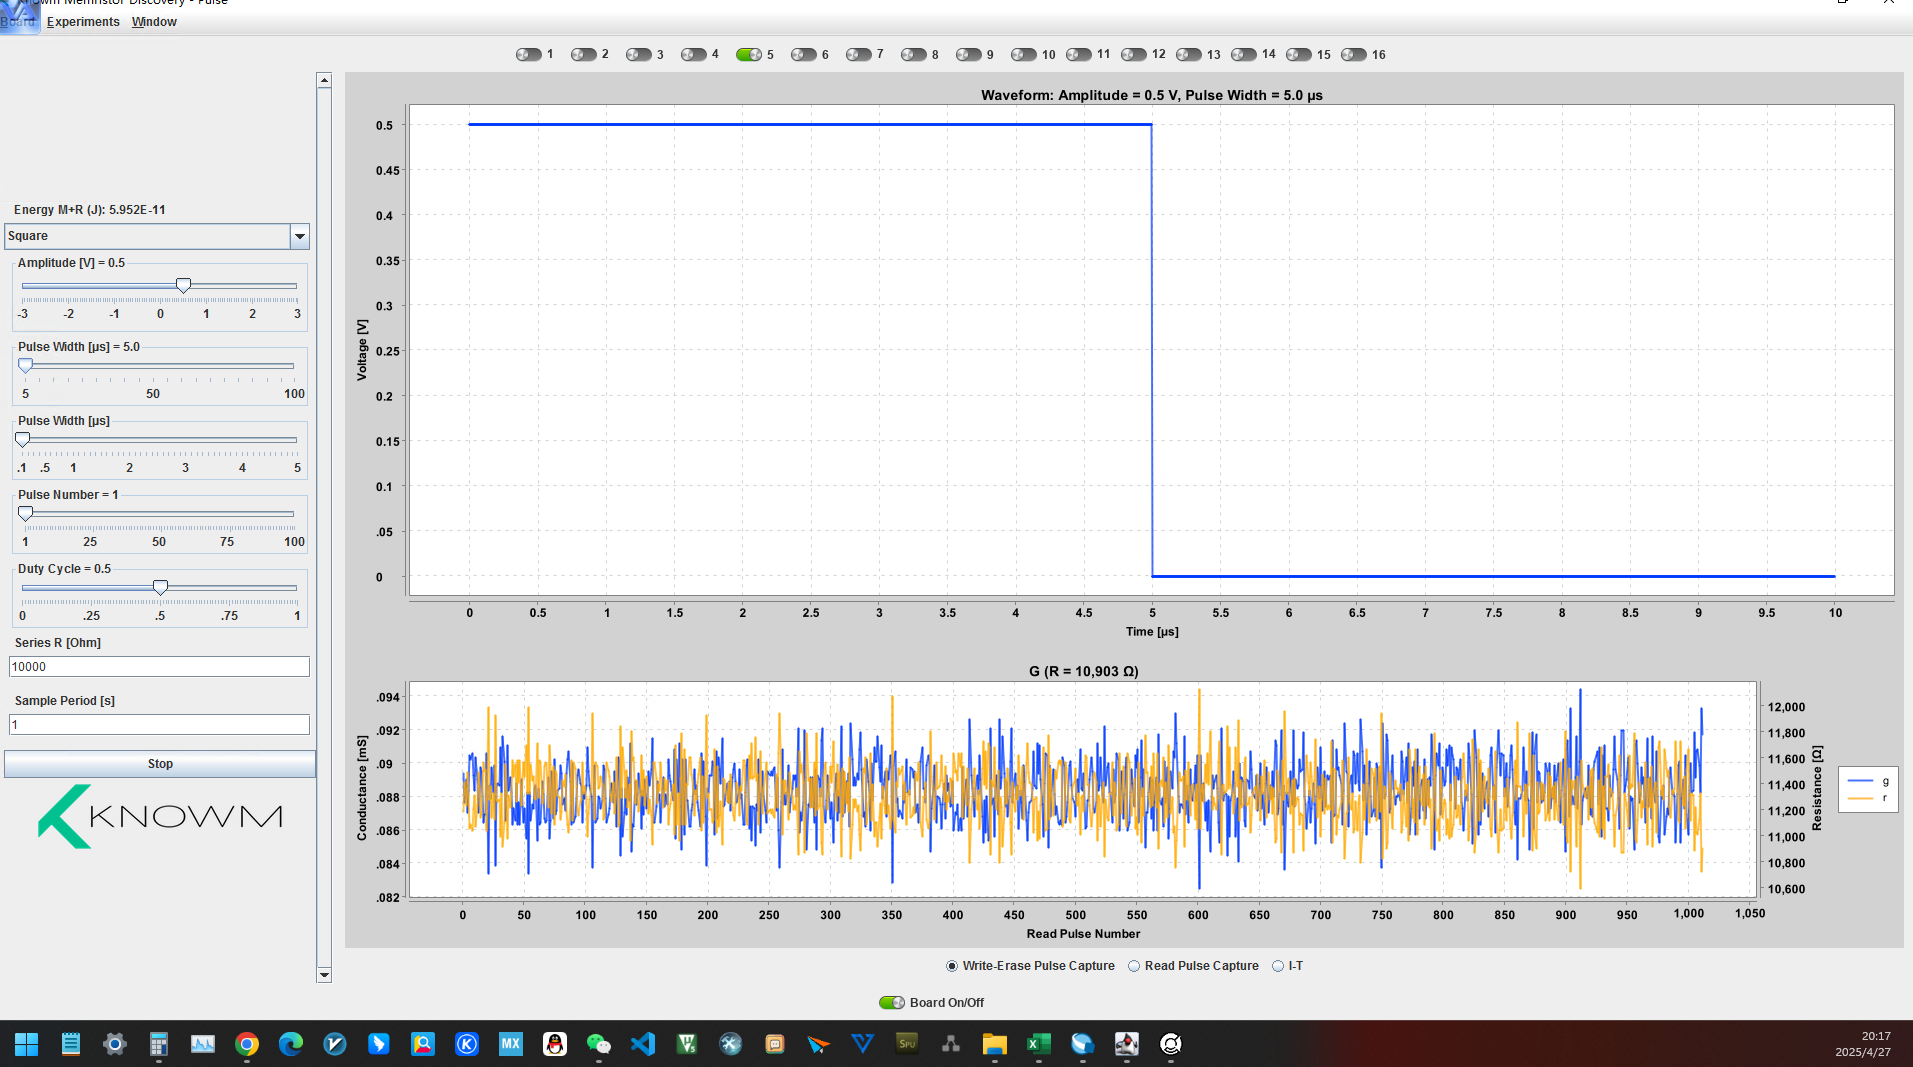 Knowm Memristor Discovery - Pulse
Board Experiments Window
1 2 3 4 5 6 7 8 9 10 11 12 13 14 15 16
Energy M+R (J): 5.952E-11
Square
Amplitude [V] = 0.5
-3 -2 -1 0 1 2 3
Pulse Width [µs] = 5.0
5 50 100
Pulse Width [µs]
.1 .5 1 2 3 4 5
Pulse Number = 1
1 25 50 75 100
Duty Cycle = 0.5
0 .25 .5 .75 1
Series R [Ohm]
10000
Sample Period [s]
1
Stop
KNOWM
Waveform: Amplitude = 0.5 V, Pulse Width = 5.0 µs
Voltage [V]
0.5
0.45
0.4
0.35
0.3
0.25
0.2
0.15
0.1
.05
0
0 0.5 1 1.5 2 2.5 3 3.5 4 4.5 5 5.5 6 6.5 7 7.5 8 8.5 9 9.5 10
Time [µs]
G (R = 10,903 Ω)
Conductance [mS]
.094
.092
.09
.088
.086
.084
.082
12,000
11,800
11,600
11,400
11,200
11,000
10,800
10,600
Resistance [Ω]
g
r
0 50 100 150 200 250 300 350 400 450 500 550 600 650 700 750 800 850 900 950 1,000 1,050
Read Pulse Number
Write-Erase Pulse Capture Read Pulse Capture I-T
Board On/Off
MX
SPU
20:17
2025/4/27